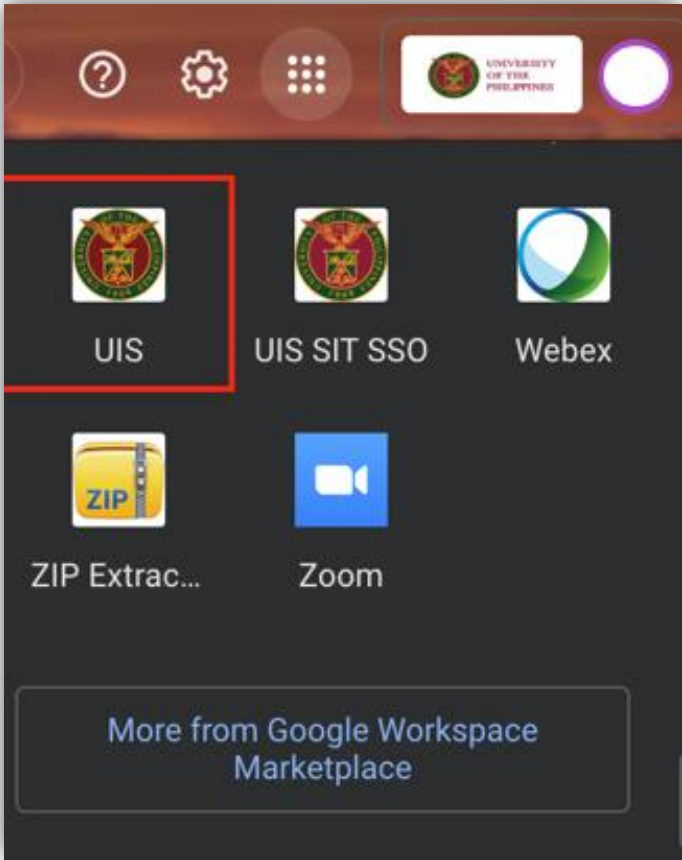 UNIVERSITY
OF THE
PHILIPPINES
UIS
UIS SIT SSO
Webex
ZIP
ZIP Extrac...
Zoom
More from Google Workspace
Marketplace